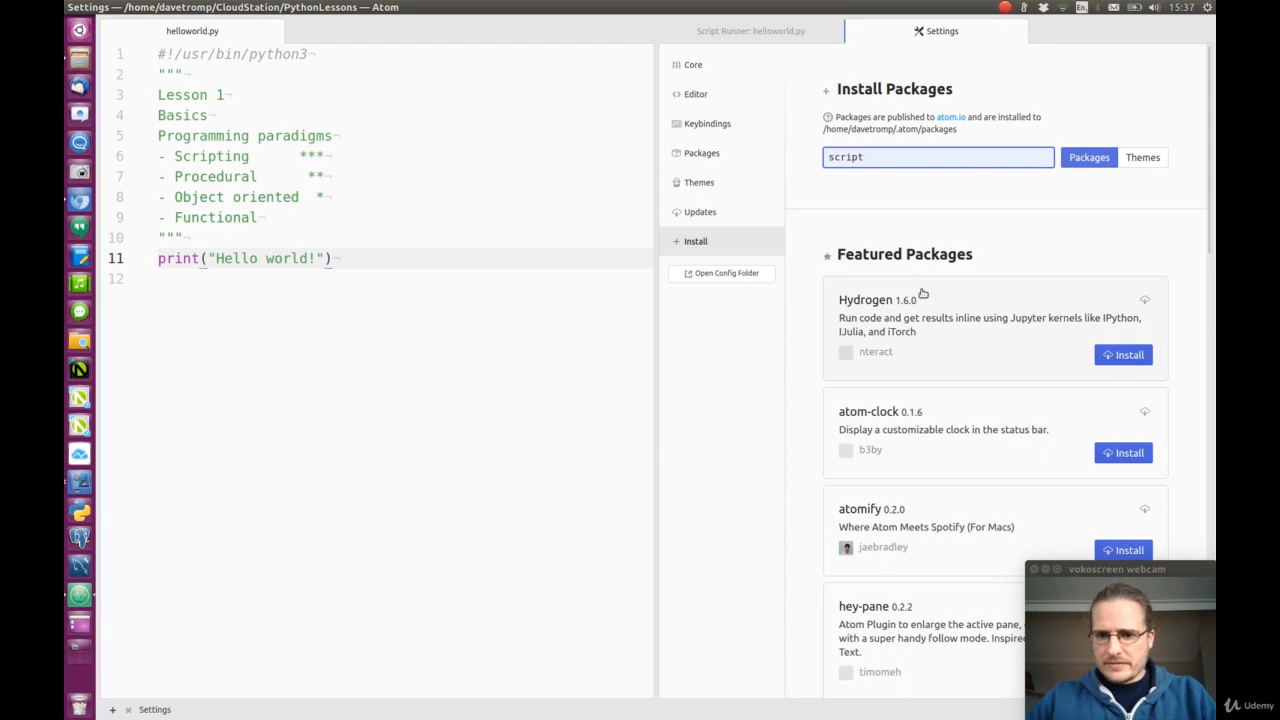 Settings — /home/davetromp/CloudStation/PythonLessons — Atom
En
15:37
helloworld.py
Script Runner: helloworld.py
Settings
1 #!/usr/bin/python3
2 """
3 Lesson 1
4 Basics
5 Programming paradigms
6 - Scripting ***
7 - Procedural **
8 - Object oriented *
9 - Functional
10 """
11 print("Hello world!")
12
Core
Editor
Keybindings
Packages
Themes
Updates
+ Install
Open Config Folder
+ Install Packages
Packages are published to atom.io and are installed to
/home/davetromp/.atom/packages
script
Packages
Themes
Featured Packages
Hydrogen 1.6.0
Run code and get results inline using Jupyter kernels like IPython,
IJulia, and iTorch
nteract
Install
atom-clock 0.1.6
Display a customizable clock in the status bar.
b3by
Install
atomify 0.2.0
Where Atom Meets Spotify (For Macs)
jaebradley
Install
hey-pane 0.2.2
Atom Plugin to enlarge the active pane,
with a super handy follow mode. Inspired
Text.
timomeh
vokoscreen webcam
+ × Settings
Udemy